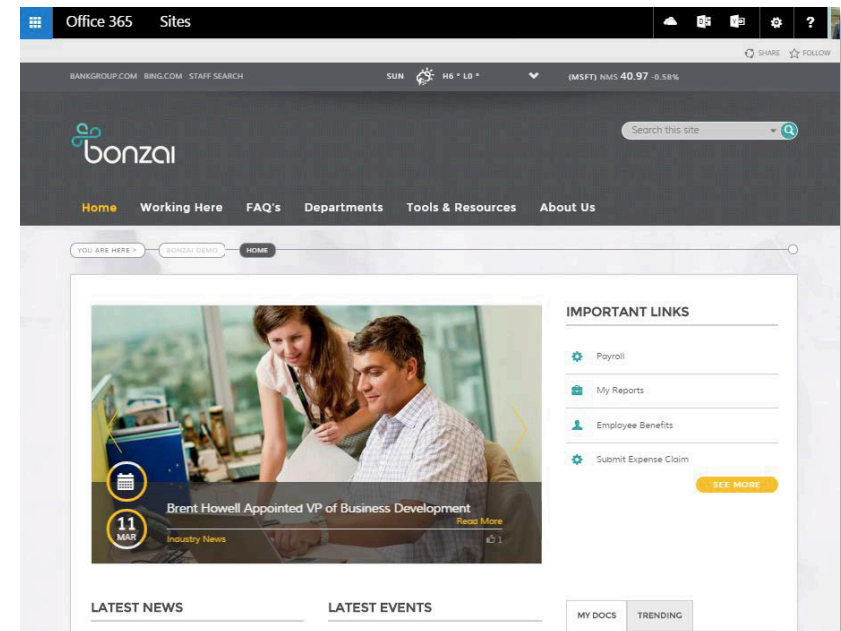 Office 365 Sites ?
SHARE FOLLOW
BANKGROUP.COM BING.COM STAFF SEARCH SUN H6 ° L0 ° (MSFT) NMS 40.97 -0.58%
bonzai
Search this site
Home Working Here FAQ's Departments Tools & Resources About Us
YOU ARE HERE > BONZAI DEMO HOME
IMPORTANT LINKS
Payroll
My Reports
Employee Benefits
Submit Expense Claim
SEE MORE
Brent Howell Appointed VP of Business Development
Read More
11
MAR
Industry News 1
LATEST NEWS LATEST EVENTS
MY DOCS TRENDING